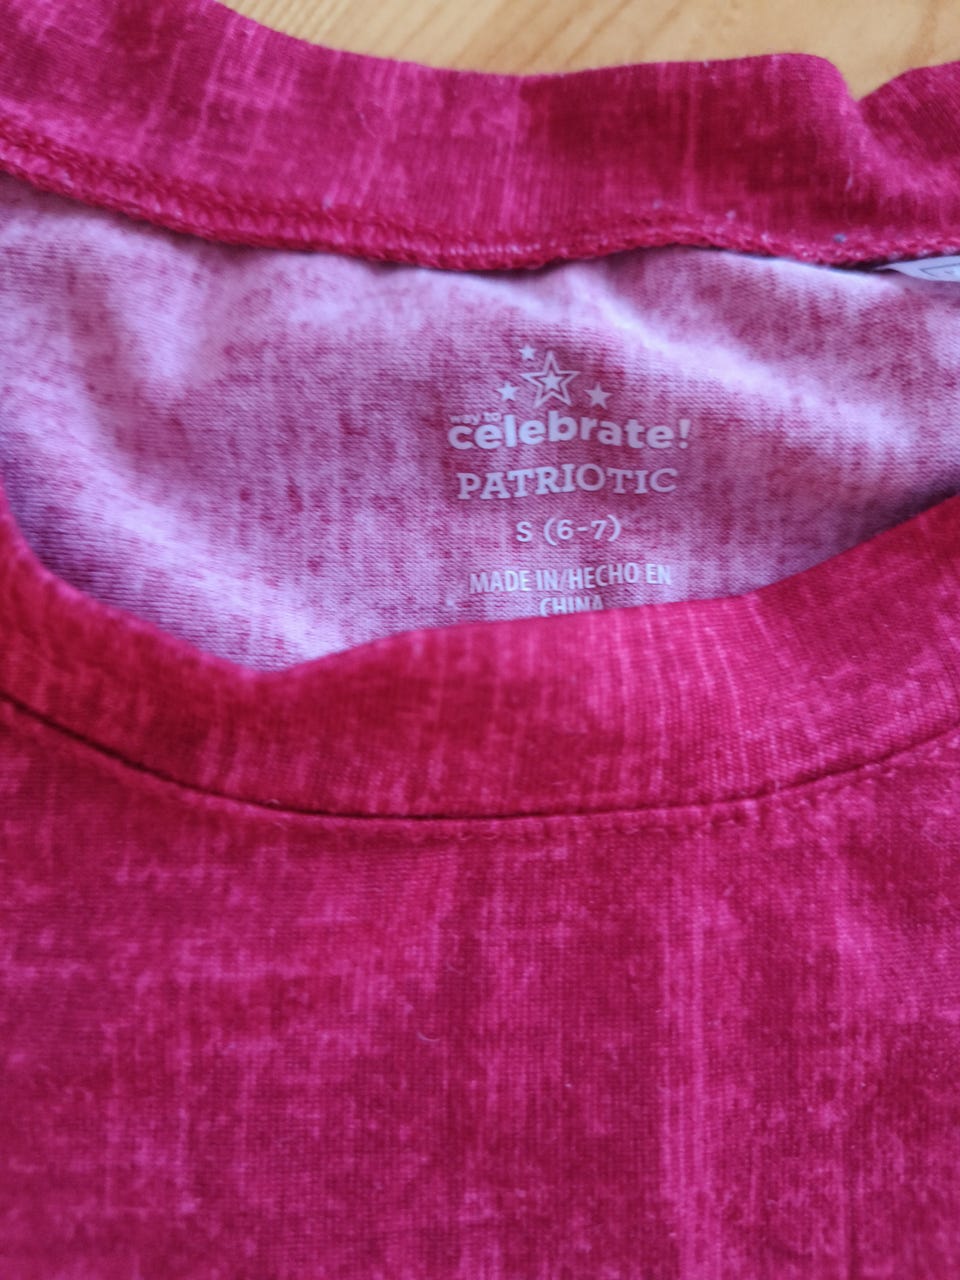 way to
celebrate!
PATRIOTIC
S (6-7)
MADE IN/HECHO EN
CHINA